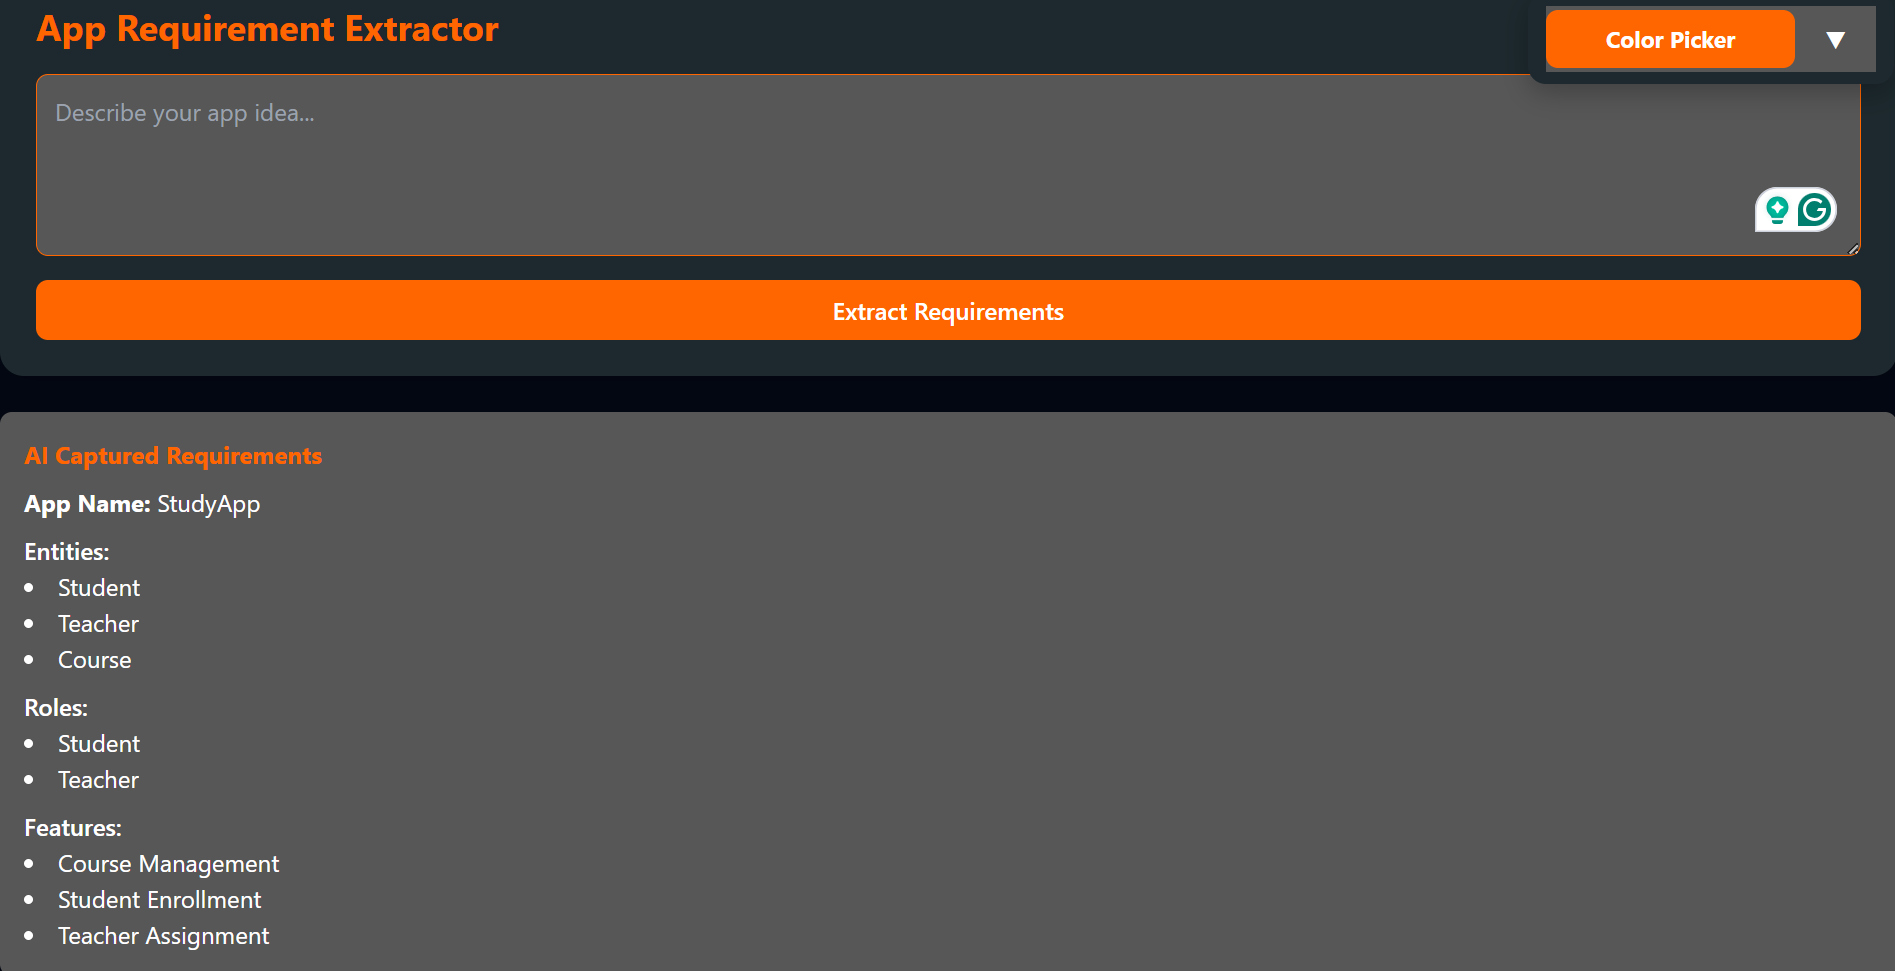 App Requirement Extractor
Color Picker ▼
Describe your app idea...
Extract Requirements
AI Captured Requirements
App Name: StudyApp
Entities:
• Student
• Teacher
• Course
Roles:
• Student
• Teacher
Features:
• Course Management
• Student Enrollment
• Teacher Assignment